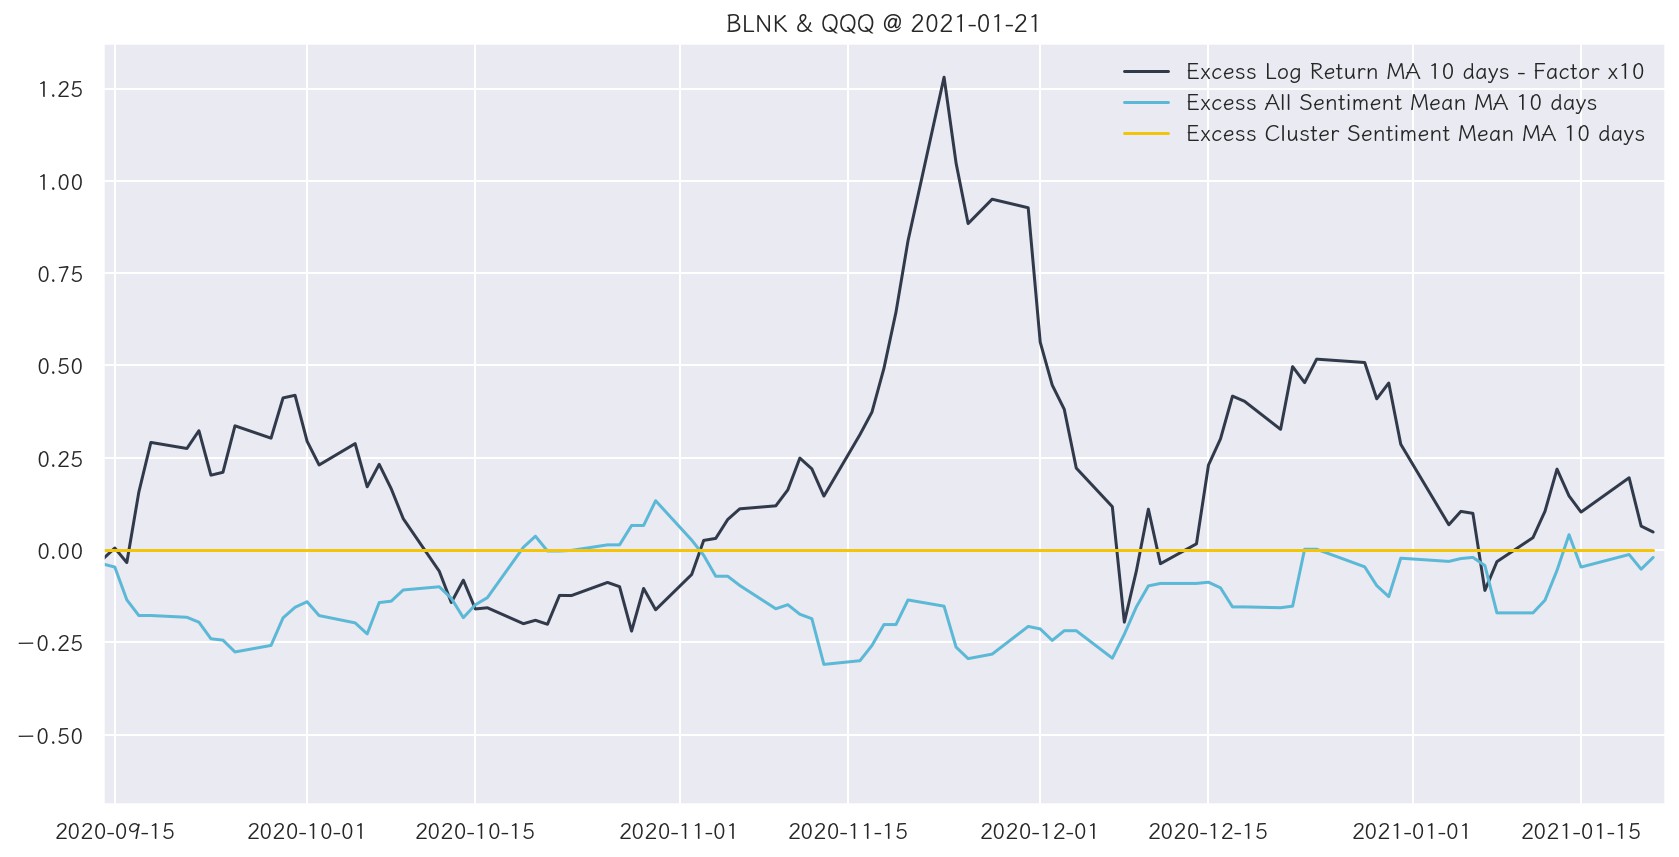 BLNK & QQQ @ 2021-01-21
Excess Log Return MA 10 days - Factor x10
Excess All Sentiment Mean MA 10 days
Excess Cluster Sentiment Mean MA 10 days
1.25
1.00
0.75
0.50
0.25
0.00
−0.25
−0.50
2020-09-15 2020-10-01 2020-10-15 2020-11-01 2020-11-15 2020-12-01 2020-12-15 2021-01-01 2021-01-15